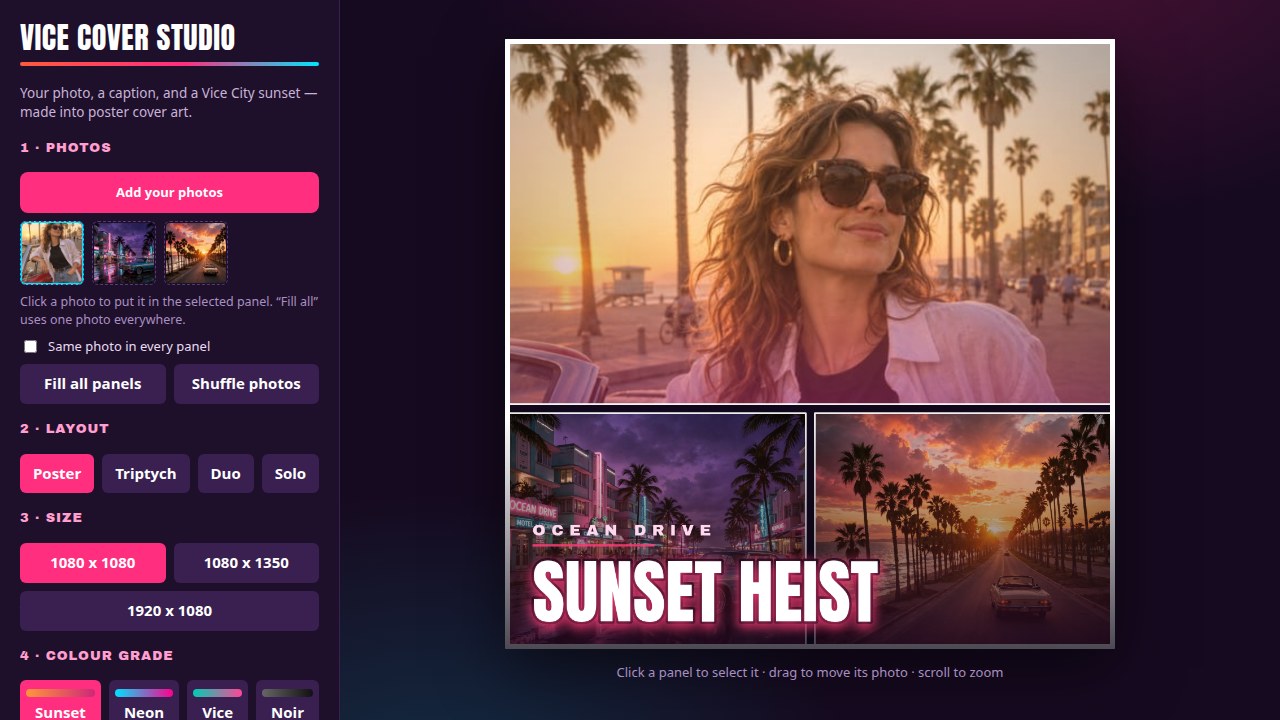 VICE COVER STUDIO
Your photo, a caption, and a Vice City sunset —
made into poster cover art.
1 · PHOTOS
Add your photos
Click a photo to put it in the selected panel. “Fill all”
uses one photo everywhere.
Same photo in every panel
Fill all panels
Shuffle photos
2 · LAYOUT
Poster
Triptych
Duo
Solo
3 · SIZE
1080 x 1080
1080 x 1350
1920 x 1080
4 · COLOUR GRADE
Sunset
Neon
Vice
Noir
OCEAN DRIVE
MOTEL
OCEAN DRIVE
SUNSET HEIST
Click a panel to select it · drag to move its photo · scroll to zoom